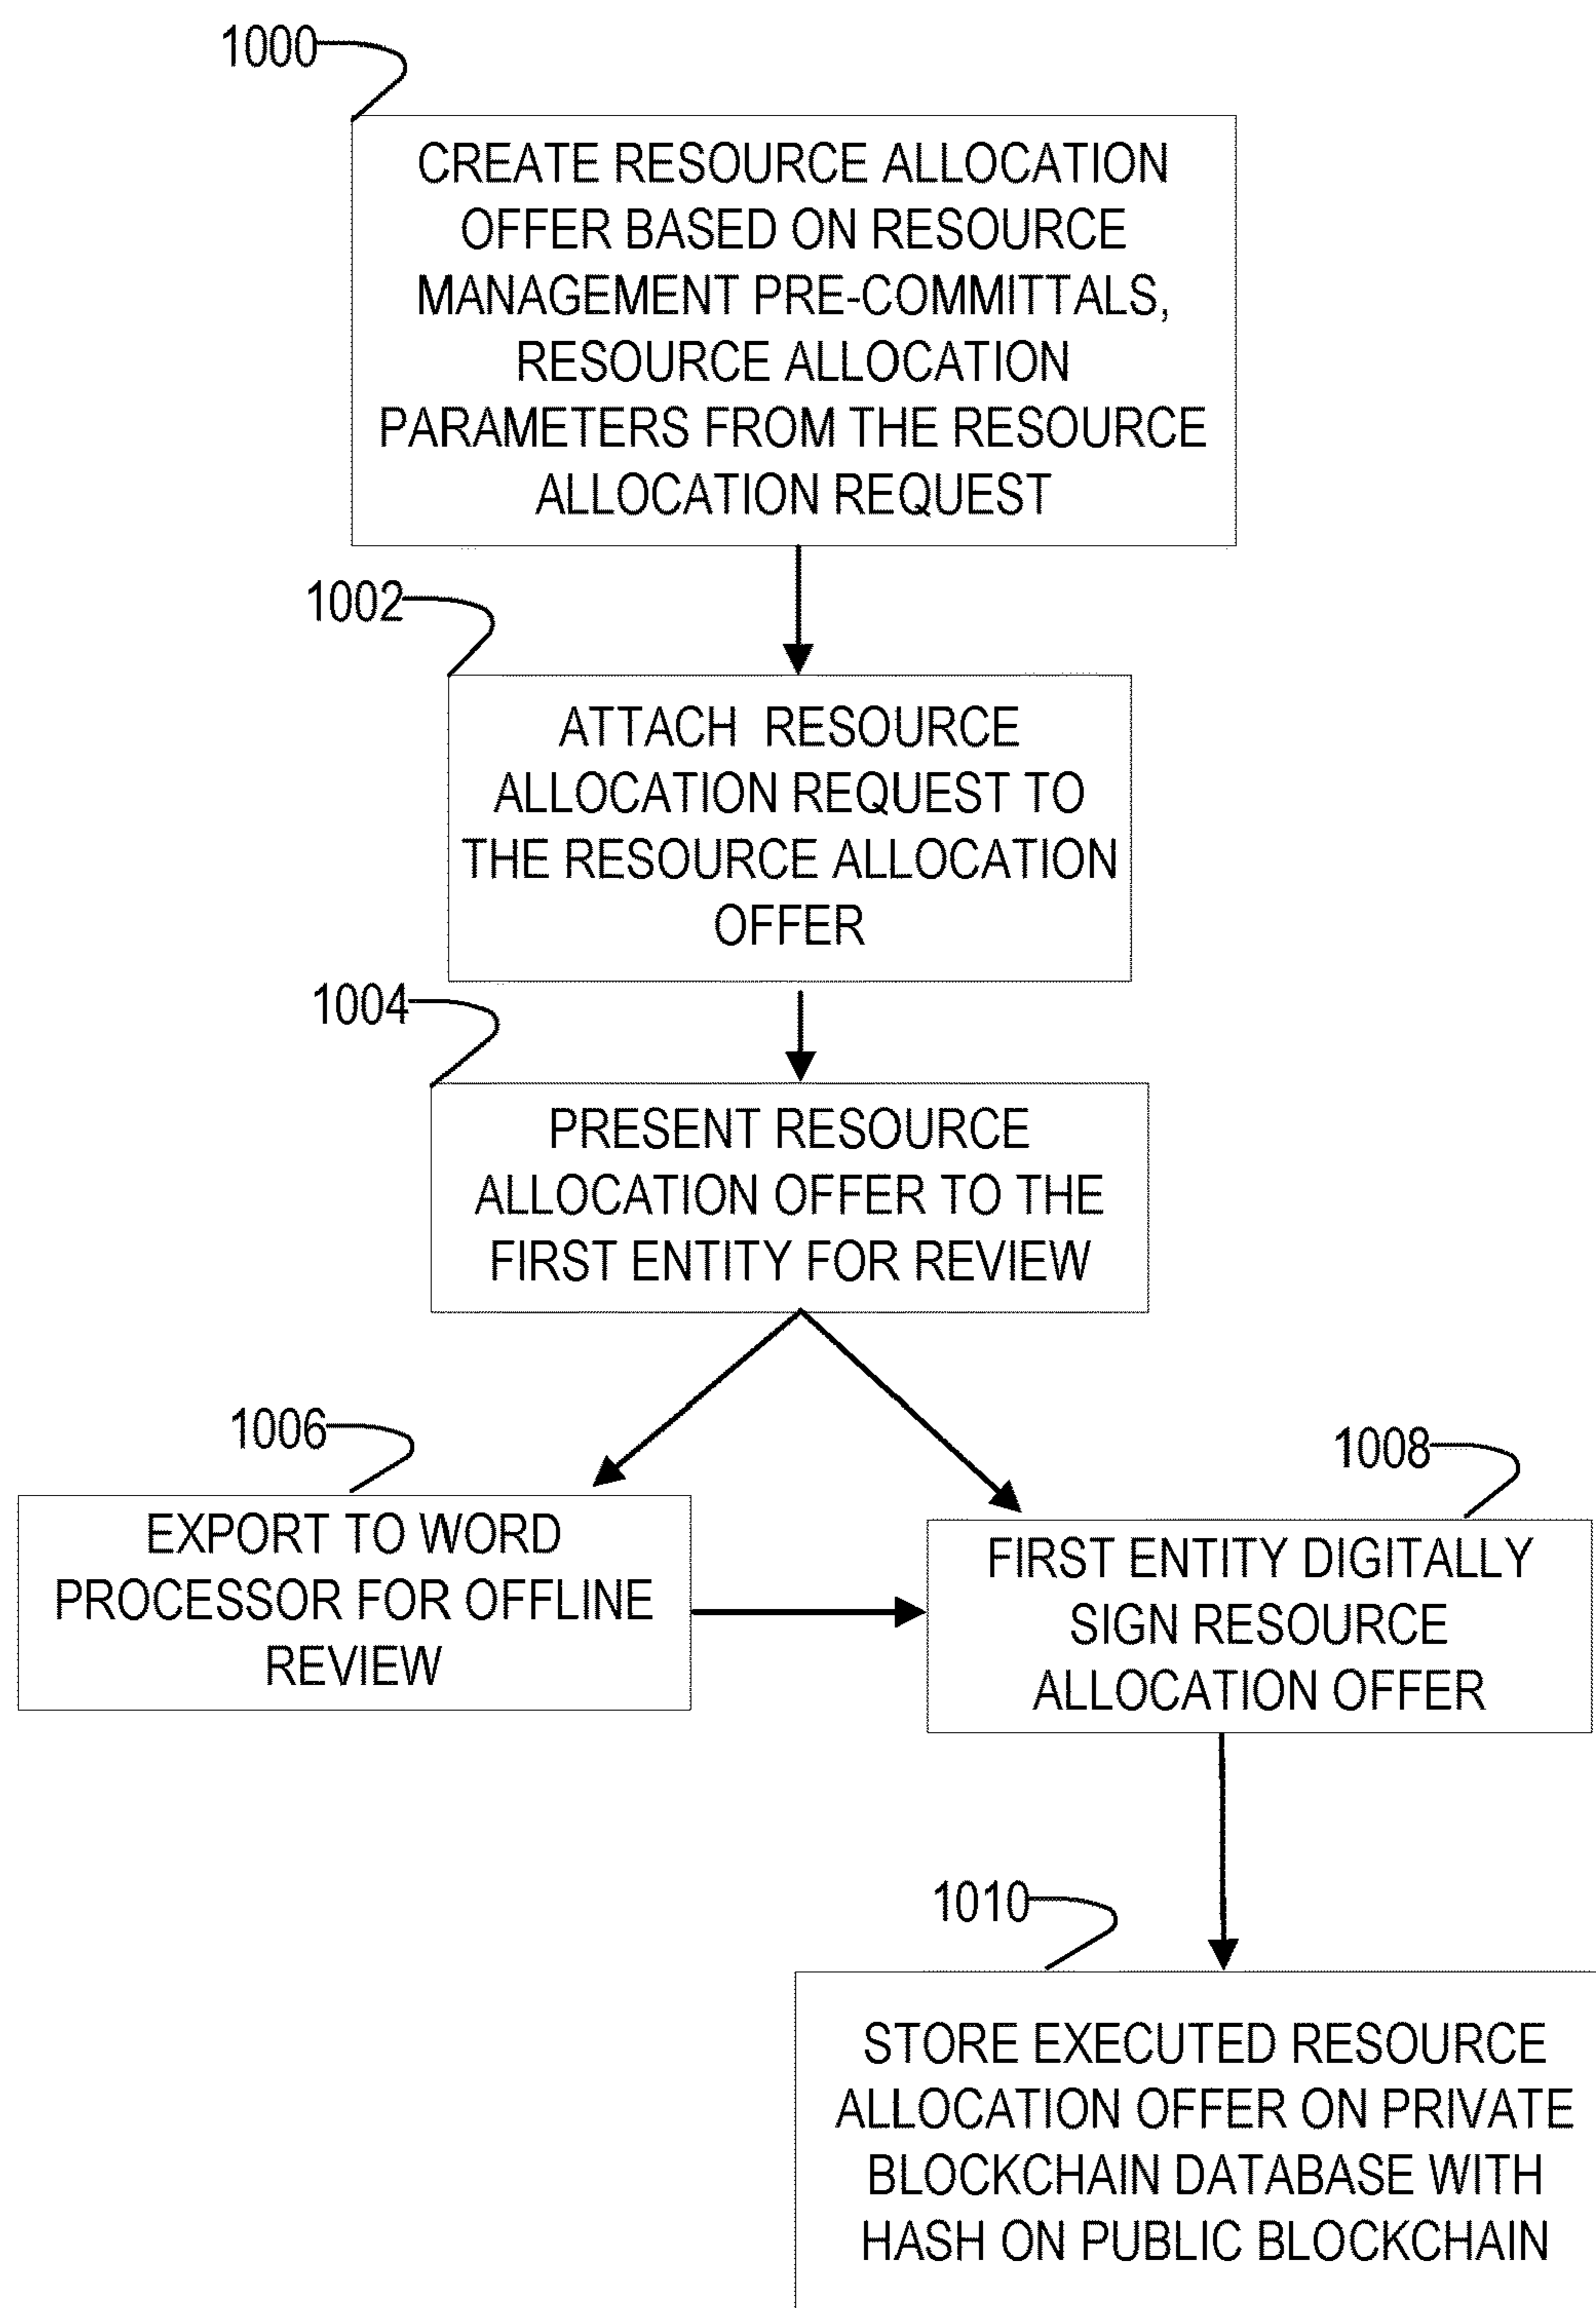 1000
CREATE RESOURCE ALLOCATION
OFFER BASED ON RESOURCE
MANAGEMENT PRE-COMMITTALS,
RESOURCE ALLOCATION
PARAMETERS FROM THE RESOURCE
ALLOCATION REQUEST
1002
ATTACH RESOURCE
ALLOCATION REQUEST TO
THE RESOURCE ALLOCATION
OFFER
1004
PRESENT RESOURCE
ALLOCATION OFFER TO THE
FIRST ENTITY FOR REVIEW
1006
EXPORT TO WORD
PROCESSOR FOR OFFLINE
REVIEW
1008
FIRST ENTITY DIGITALLY
SIGN RESOURCE
ALLOCATION OFFER
1010
STORE EXECUTED RESOURCE
ALLOCATION OFFER ON PRIVATE
BLOCKCHAIN DATABASE WITH
HASH ON PUBLIC BLOCKCHAIN